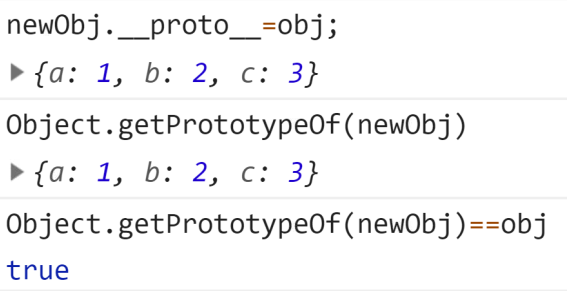 newObj.__proto__=obj;
▶{a: 1, b: 2, c: 3}
Object.getPrototypeOf(newObj)
▶{a: 1, b: 2, c: 3}
Object.getPrototypeOf(newObj)==obj
true